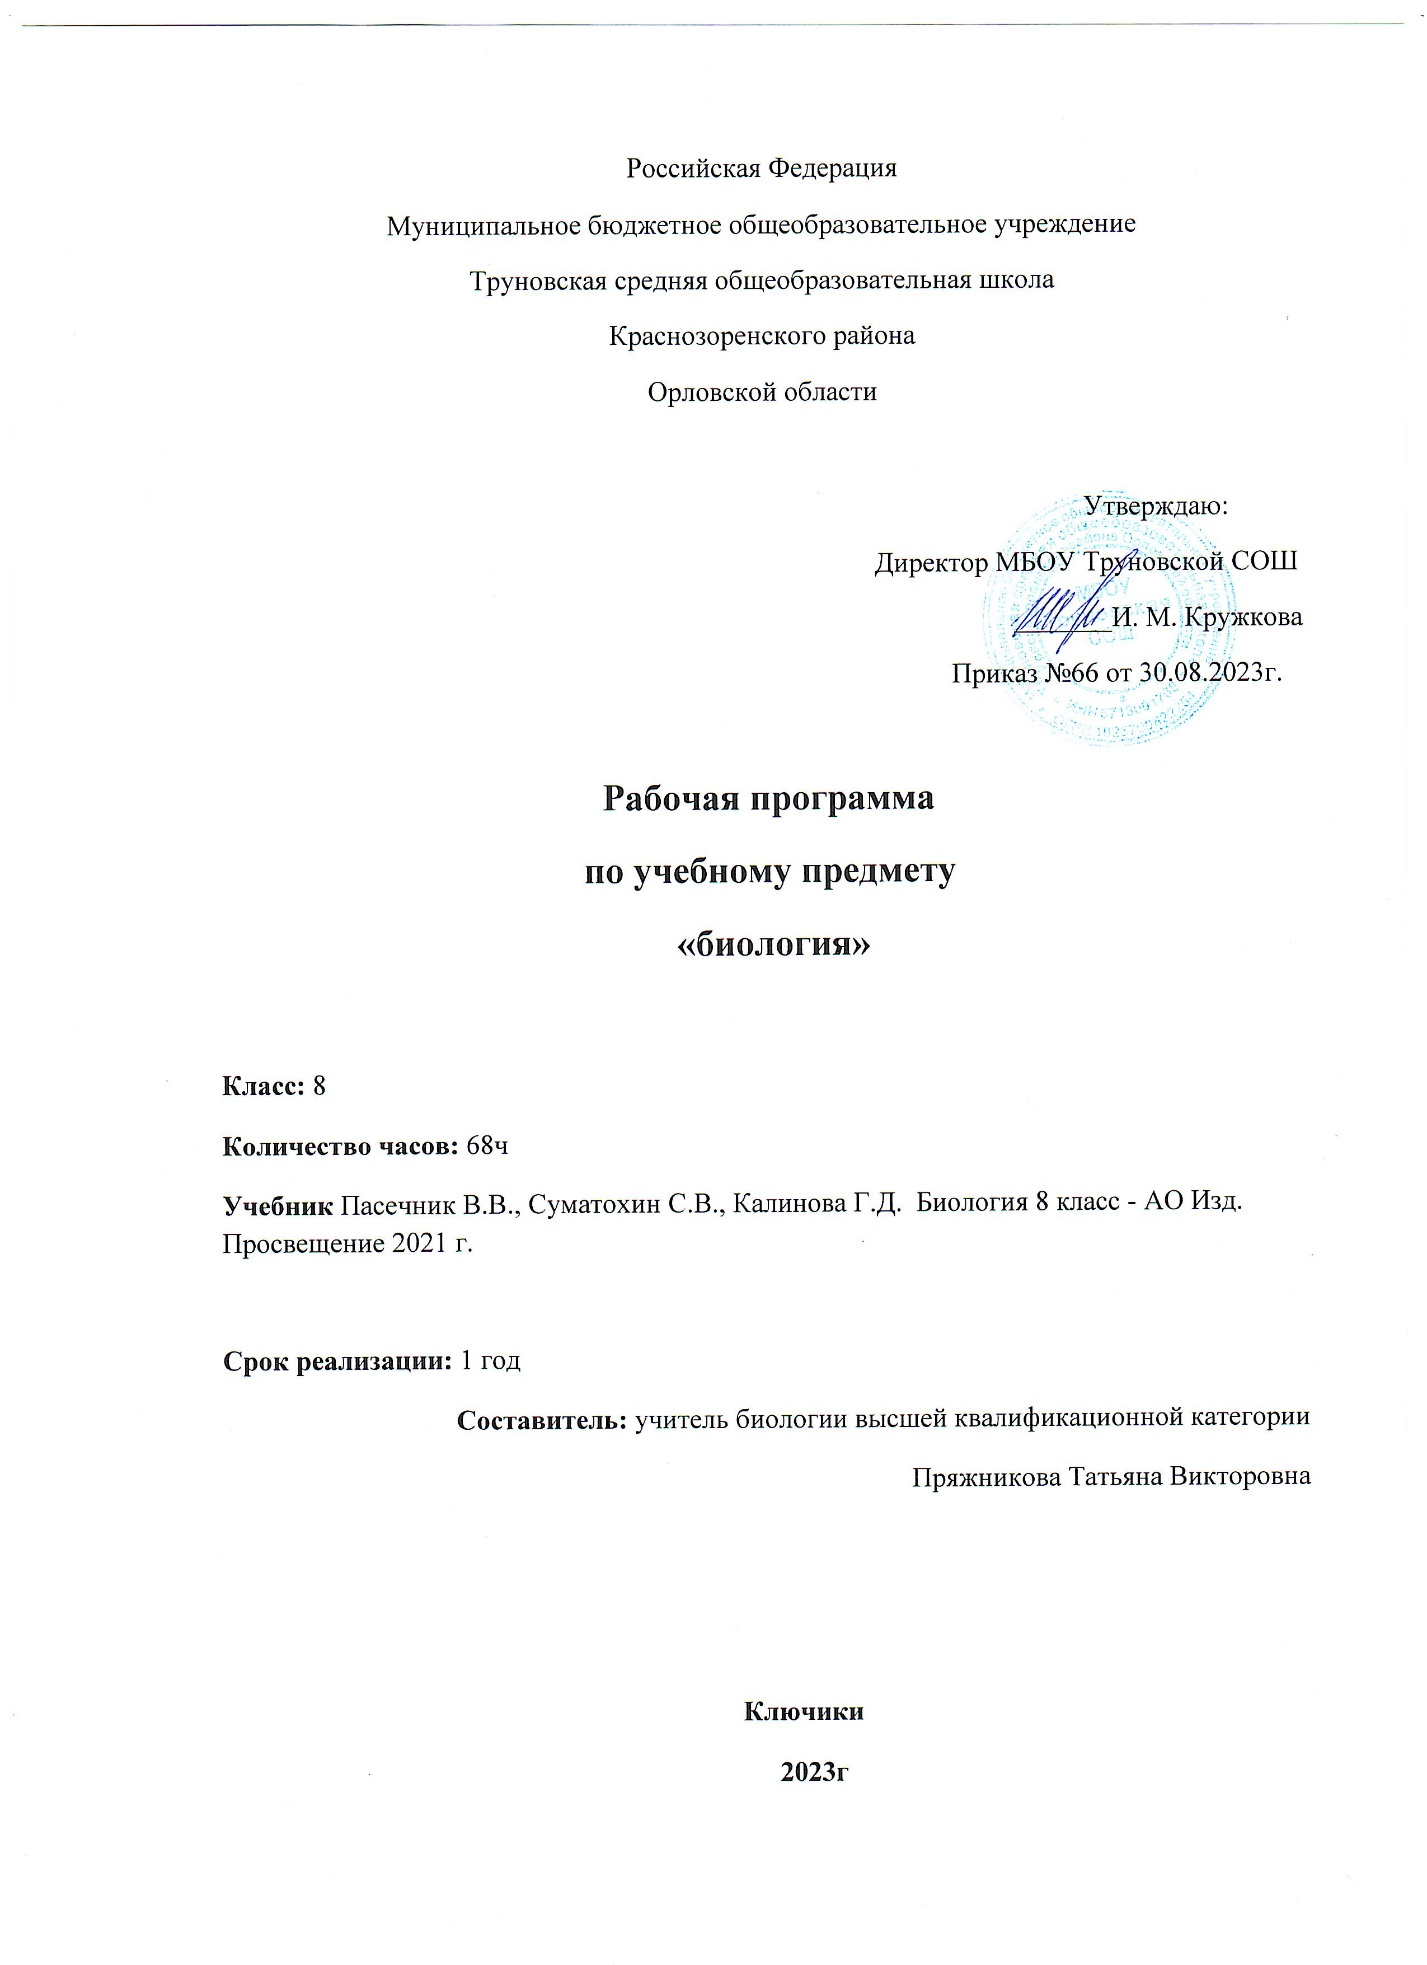 Российская Федерация
Муниципальное бюджетное общеобразовательное учреждение
Труновская средняя общеобразовательная школа
Краснозоренского района
Орловской области
Утверждаю:
Директор МБОУ Труновской СОШ
_______И. М. Кружкова
Приказ №66 от 30.08.2023г.
Рабочая программа
по учебному предмету
«биология»
Класс: 8
Количество часов: 68ч
Учебник Пасечник В.В., Суматохин С.В., Калинова Г.Д. Биология 8 класс - АО Изд.
Просвещение 2021 г.
Срок реализации: 1 год
Составитель: учитель биологии высшей квалификационной категории
Пряжникова Татьяна Викторовна
Ключики
2023г